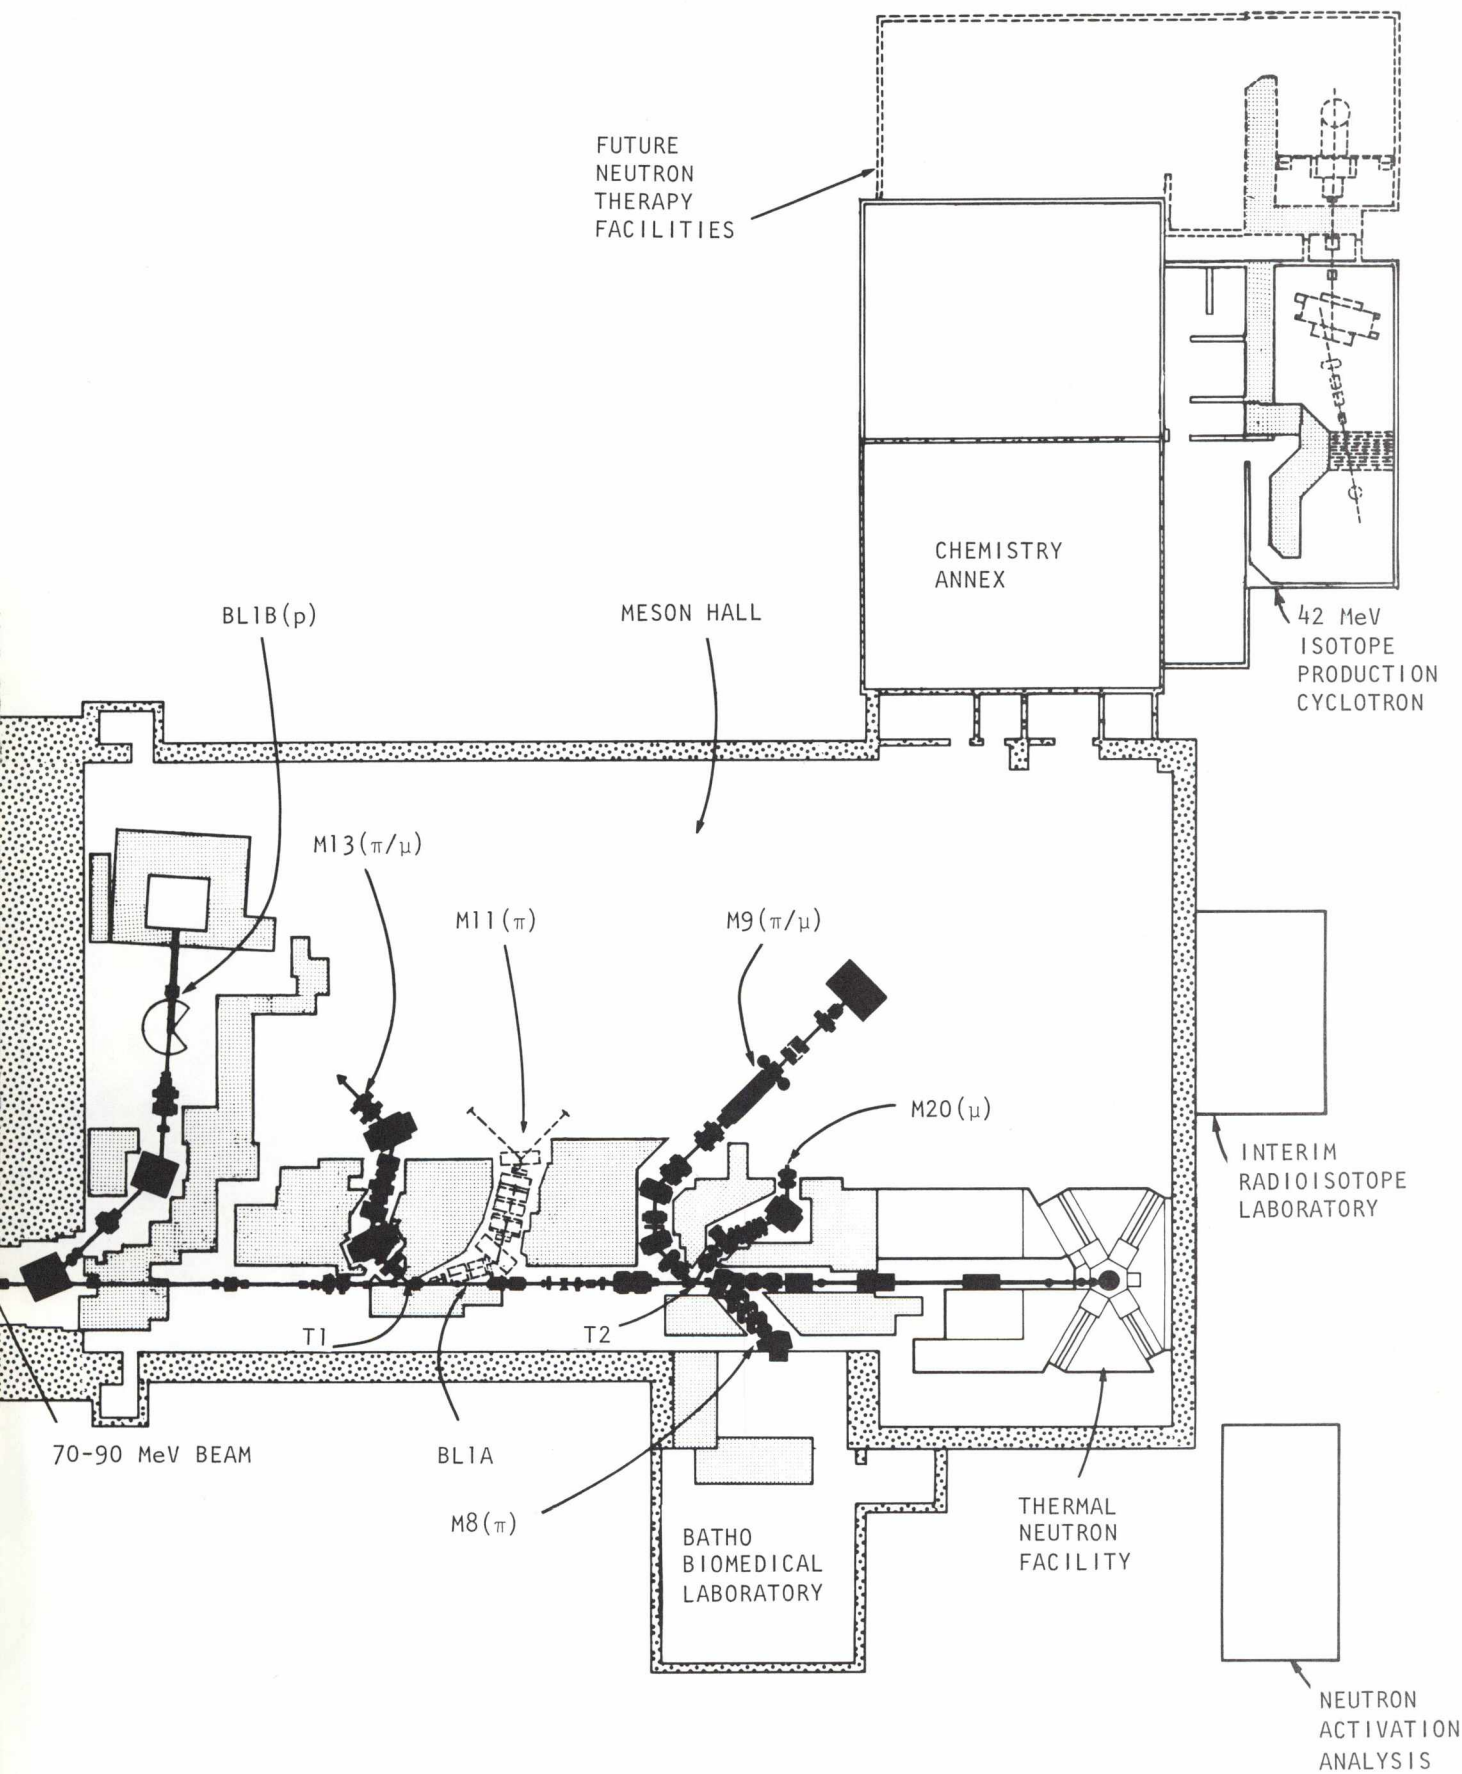 FUTURE
NEUTRON
THERAPY
FACILITIES
CHEMISTRY
ANNEX
42 MeV
ISOTOPE
PRODUCTION
CYCLOTRON
BL1B(p)
MESON HALL
M13(π/μ)
M11(π)
M9(π/μ)
M20(μ)
INTERIM
RADIOISOTOPE
LABORATORY
T1
T2
70-90 MeV BEAM
BL1A
M8(π)
BATHO
BIOMEDICAL
LABORATORY
THERMAL
NEUTRON
FACILITY
NEUTRON
ACTIVATION
ANALYSIS